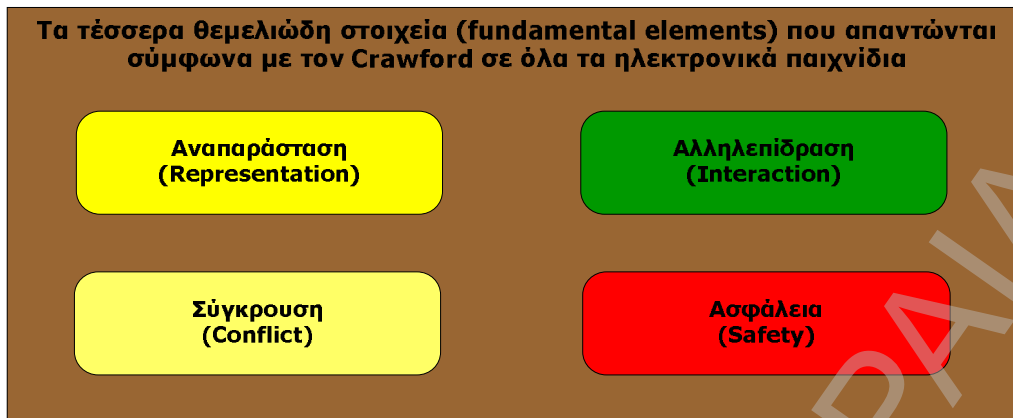 Τα τέσσερα θεμελιώδη στοιχεία (fundamental elements) που απαντώνται
σύμφωνα με τον Crawford σε όλα τα ηλεκτρονικά παιχνίδια
Αναπαράσταση
(Representation)
Αλληλεπίδραση
(Interaction)
Σύγκρουση
(Conflict)
Ασφάλεια
(Safety)